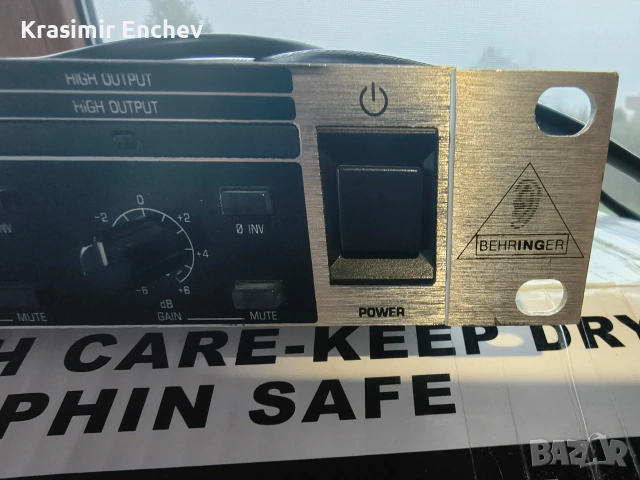 Krasimir Enchev
HIGH OUTPUT
HIGH OUTPUT
-2 0 +2
+4
-6 +6
dB
GAIN
Ø INV
MUTE
MUTE
POWER
BEHRINGER
CARE-KEEP DRY
PHIN SAFE
BAZAR